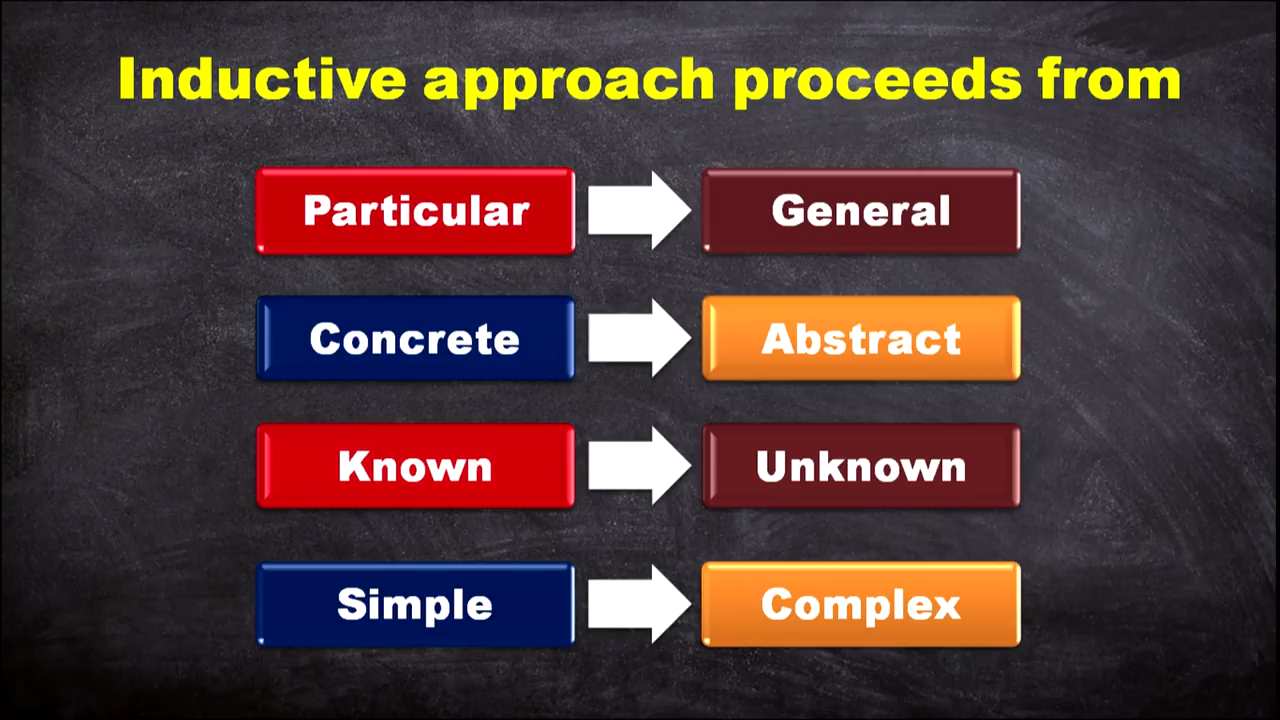 Inductive approach proceeds from
Particular
General
Concrete
Abstract
Known
Unknown
Simple
Complex